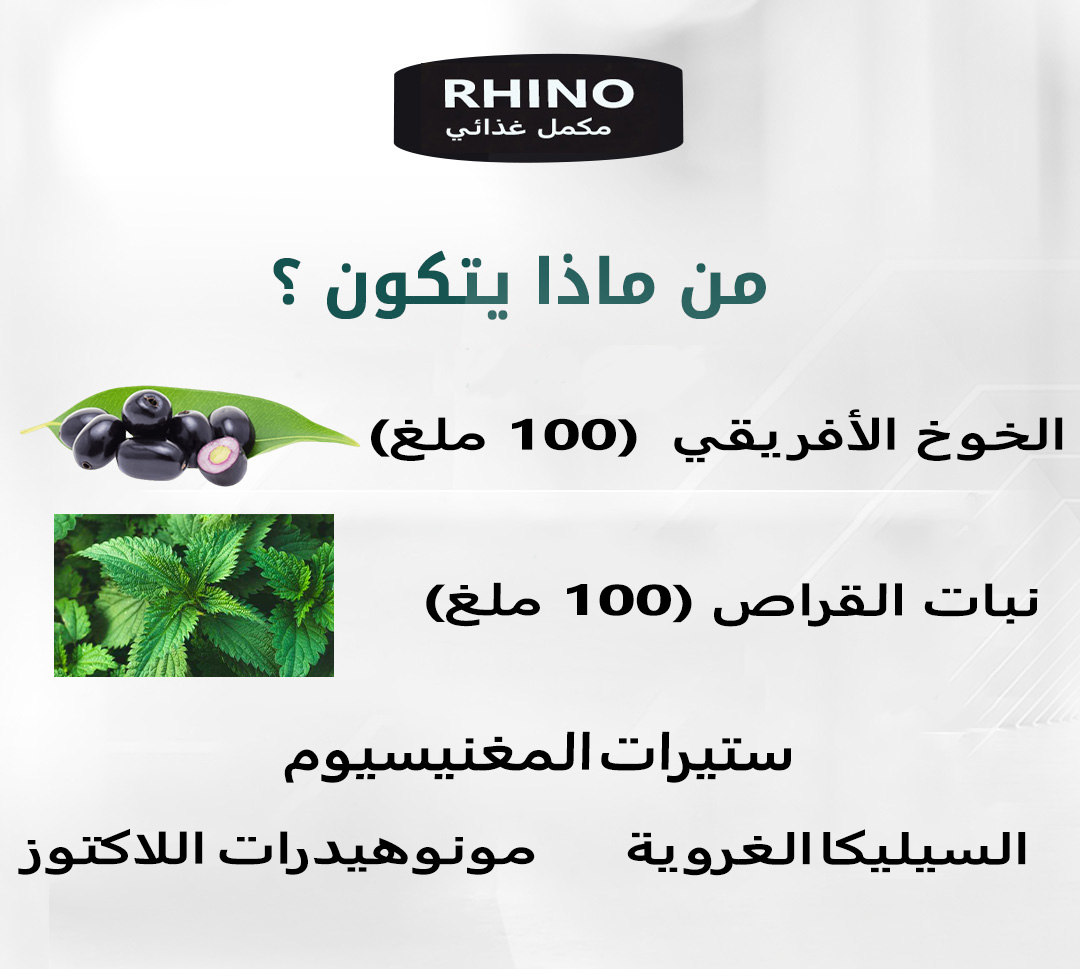 RHINO
مكمل غذائي
من ماذا يتكون ؟
الخوخ الأفريقي (100 ملغ)
نبات القراص (100 ملغ)
ستيرات المغنيسيوم
السيليكا الغروية مونوهيدرات اللاكتوز